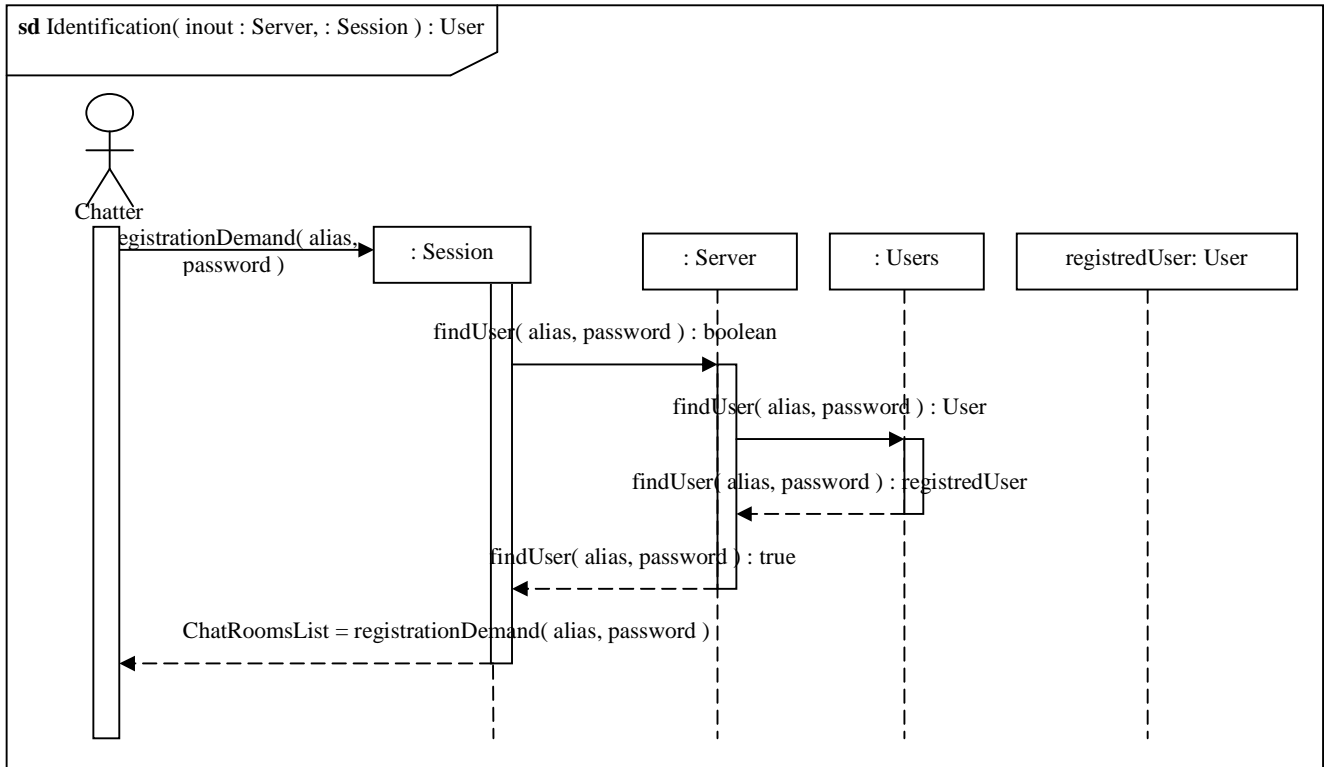 sd Identification( inout : Server, : Session ) : User
Chatter
egistrationDemand( alias,
password )
: Session
: Server
: Users
registredUser: User
findUser( alias, password ) : boolean
findUser( alias, password ) : User
findUser( alias, password ) : registredUser
findUser( alias, password ) : true
ChatRoomsList = registrationDemand( alias, password )